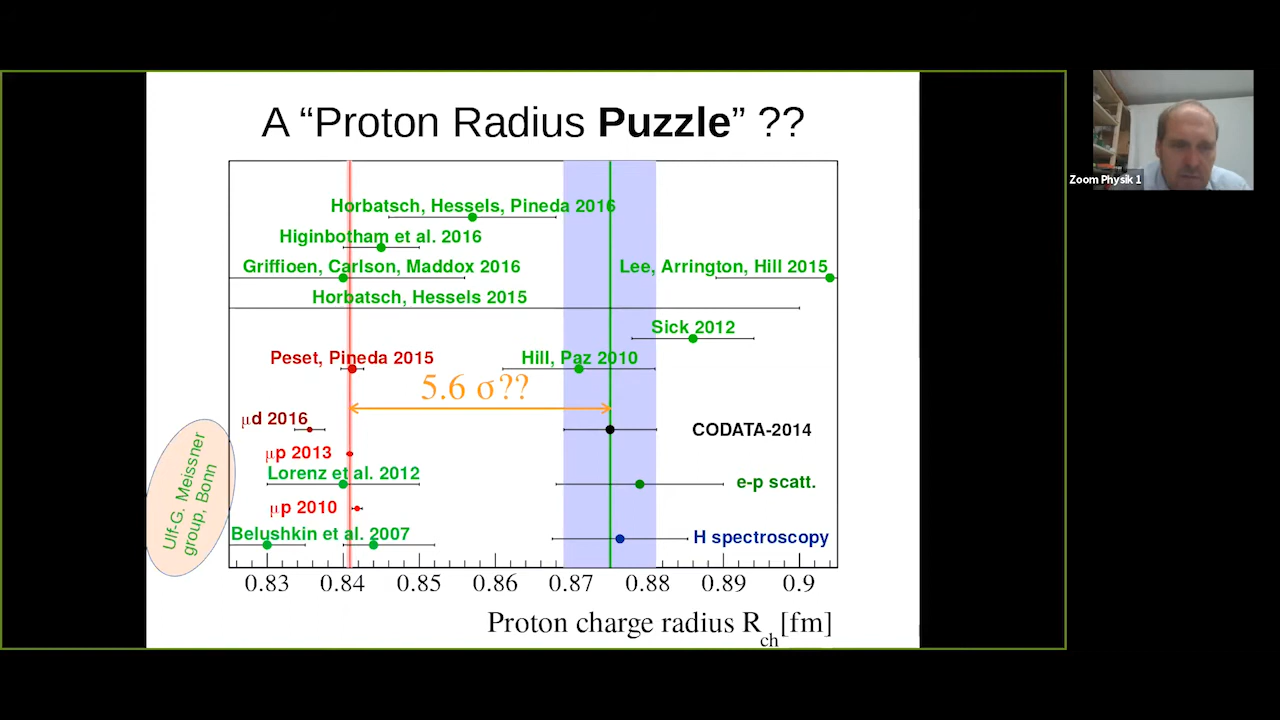 A “Proton Radius Puzzle” ??
Zoom Physik 1
Horbatsch, Hessels, Pineda 2016
Higinbotham et al. 2016
Griffioen, Carlson, Maddox 2016
Lee, Arrington, Hill 2015
Horbatsch, Hessels 2015
Sick 2012
Peset, Pineda 2015
Hill, Paz 2010
5.6 σ??
μd 2016
CODATA-2014
μp 2013
Lorenz et al. 2012
e-p scatt.
μp 2010
Belushkin et al. 2007
H spectroscopy
Ulf-G. Meissner
group, Bonn
0.83 0.84 0.85 0.86 0.87 0.88 0.89 0.9
Proton charge radius Rch [fm]